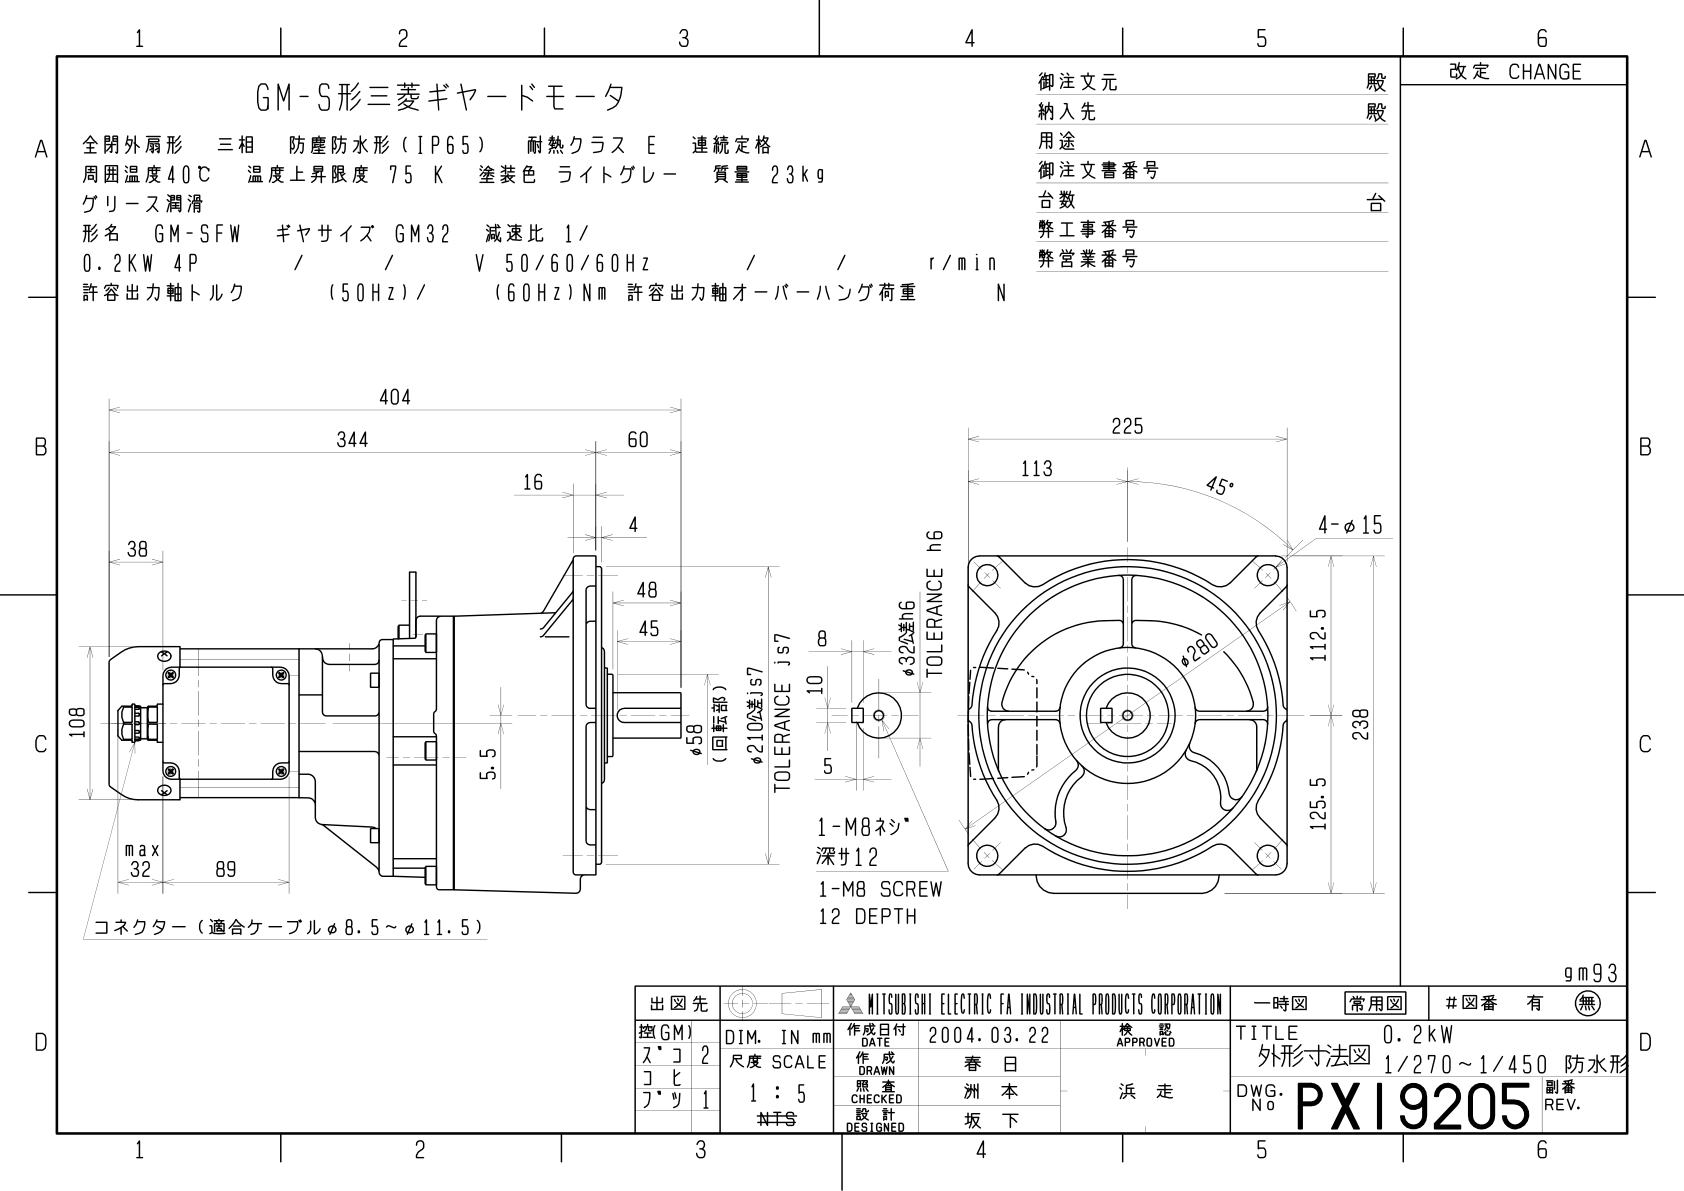 1 2 3 4 5 6
改定 CHANGE
GM-S形三菱ギヤードモータ
全閉外扇形 三相 防塵防水形(IP65) 耐熱クラス E 連続定格
周囲温度40℃ 温度上昇限度 75 K 塗装色 ライトグレー 質量 23kg
グリース潤滑
形名 GM-SFW ギヤサイズ GM32 減速比 1/
0.2KW 4P / / V 50/60/60Hz / / r/min
許容出力軸トルク (50Hz)/ (60Hz)Nm 許容出力軸オーバーハング荷重 N
御注文元 殿
納入先 殿
用途
御注文書番号
台数 台
弊工事番号
弊営業番号
A A
B B
C C
D D
404
344 60
16
4
38
48
45
108
5.5
φ58
(回転部)
φ210公差js7
TOLERANCE js7
max
32 89
コネクター(適合ケーブルφ8.5~φ11.5)
8
10
5
φ32公差h6
TOLERANCE h6
1-M8ネジ
深サ12
1-M8 SCREW
12 DEPTH
225
113
45°
4-φ15
φ280
112.5
238
125.5
gm93
出図先
控(GM)
ズコ 2
コヒ
ブツ 1
DIM. IN mm
尺度 SCALE
1 : 5
NTS
MITSUBISHI ELECTRIC FA INDUSTRIAL PRODUCTS CORPORATION
作成日付 DATE 2004.03.22
検認 APPROVED
作成 DRAWN 春日
照査 CHECKED 洲本
浜走
設計 DESIGNED 坂下
一時図 常用図 #図番 有 無
TITLE 0.2kW
外形寸法図 1/270~1/450 防水形
DWG. No PX19205
副番 REV.
1 2 3 4 5 6